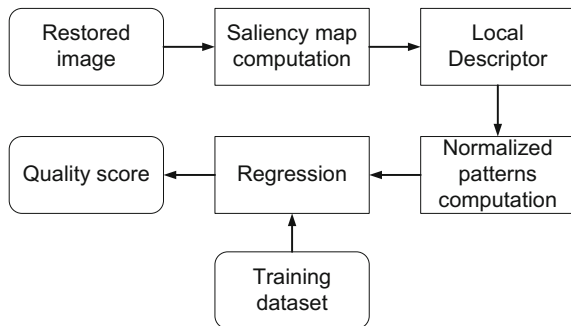 Restored
image
Saliency map
computation
Local
Descriptor
Normalized
patterns
computation
Regression
Quality score
Training
dataset